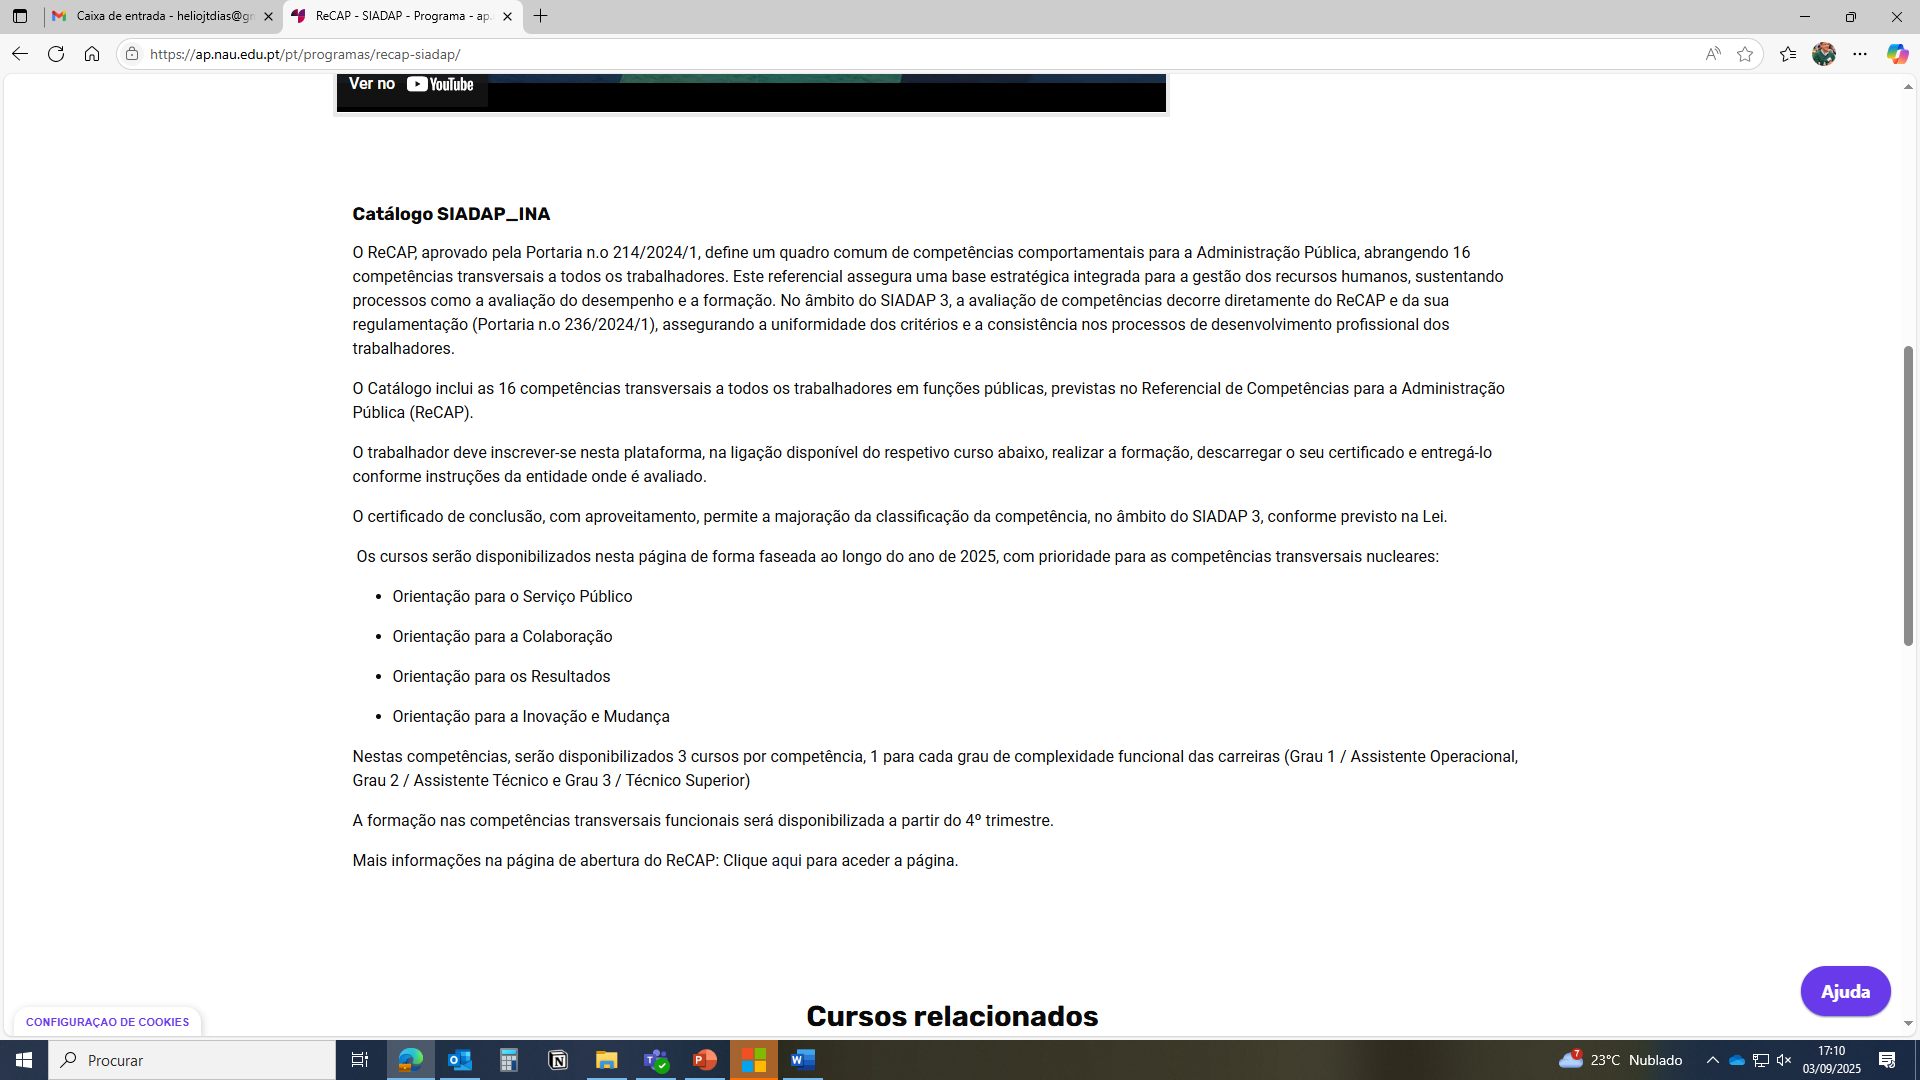 Caixa de entrada - heliojtdias@gm
ReCAP - SIADAP - Programa - ap.
https://ap.nau.edu.pt/pt/programas/recap-siadap/
Ver no YouTube
Catálogo SIADAP_INA
O ReCAP, aprovado pela Portaria n.o 214/2024/1, define um quadro comum de competências comportamentais para a Administração Pública, abrangendo 16
competências transversais a todos os trabalhadores. Este referencial assegura uma base estratégica integrada para a gestão dos recursos humanos, sustentando
processos como a avaliação do desempenho e a formação. No âmbito do SIADAP 3, a avaliação de competências decorre diretamente do ReCAP e da sua
regulamentação (Portaria n.o 236/2024/1), assegurando a uniformidade dos critérios e a consistência nos processos de desenvolvimento profissional dos
trabalhadores.
O Catálogo inclui as 16 competências transversais a todos os trabalhadores em funções públicas, previstas no Referencial de Competências para a Administração
Pública (ReCAP).
O trabalhador deve inscrever-se nesta plataforma, na ligação disponível do respetivo curso abaixo, realizar a formação, descarregar o seu certificado e entregá-lo
conforme instruções da entidade onde é avaliado.
O certificado de conclusão, com aproveitamento, permite a majoração da classificação da competência, no âmbito do SIADAP 3, conforme previsto na Lei.
Os cursos serão disponibilizados nesta página de forma faseada ao longo do ano de 2025, com prioridade para as competências transversais nucleares:
• Orientação para o Serviço Público
• Orientação para a Colaboração
• Orientação para os Resultados
• Orientação para a Inovação e Mudança
Nestas competências, serão disponibilizados 3 cursos por competência, 1 para cada grau de complexidade funcional das carreiras (Grau 1 / Assistente Operacional,
Grau 2 / Assistente Técnico e Grau 3 / Técnico Superior)
A formação nas competências transversais funcionais será disponibilizada a partir do 4º trimestre.
Mais informações na página de abertura do ReCAP: Clique aqui para aceder a página.
Ajuda
Cursos relacionados
CONFIGURAÇÃO DE COOKIES
Procurar
7
23°C Nublado
17:10
03/09/2025